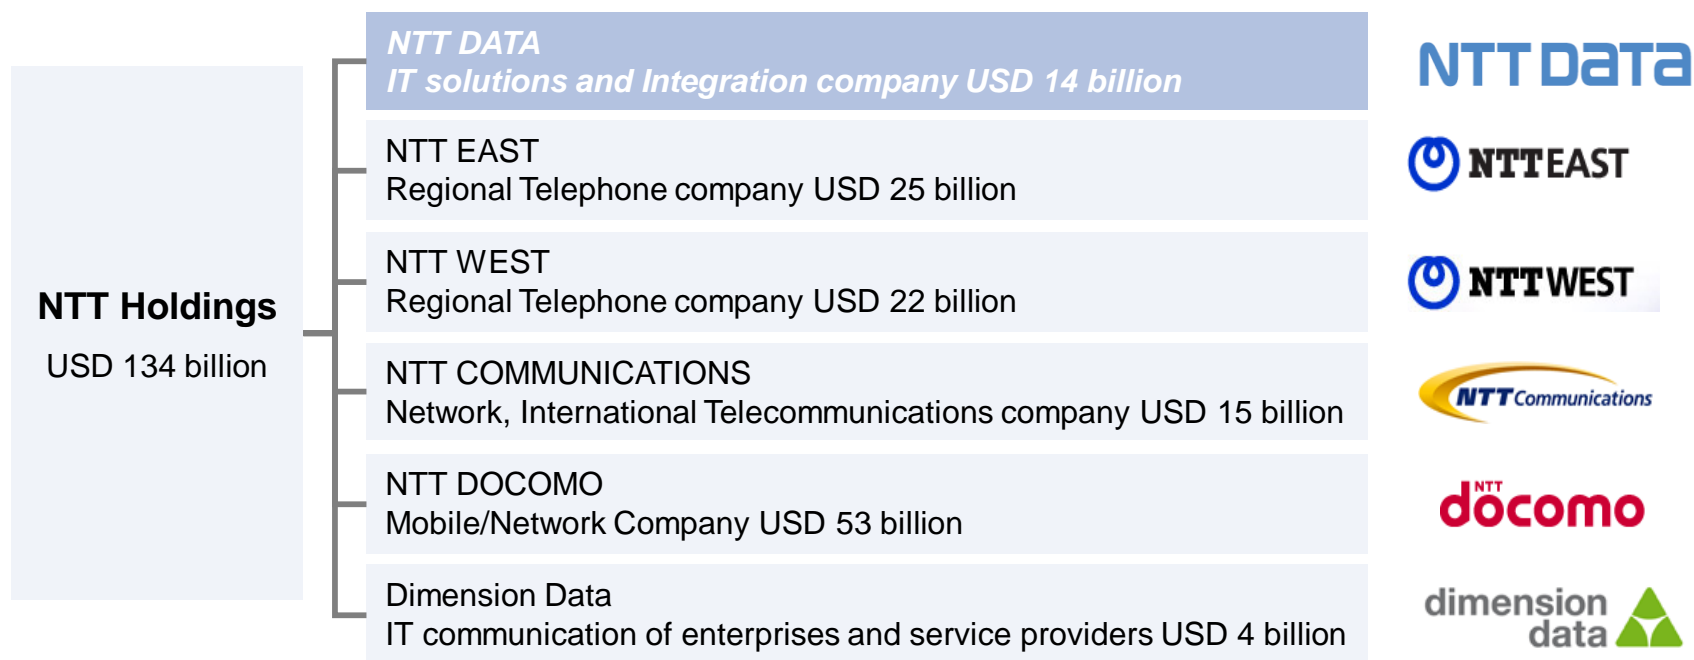 NTT Holdings
USD 134 billion
NTT DATA
IT solutions and Integration company USD 14 billion
NTT DATA
NTT EAST
Regional Telephone company USD 25 billion
NTT EAST
NTT WEST
Regional Telephone company USD 22 billion
NTT WEST
NTT COMMUNICATIONS
Network, International Telecommunications company USD 15 billion
NTT Communications
NTT DOCOMO
Mobile/Network Company USD 53 billion
NTT
docomo
Dimension Data
IT communication of enterprises and service providers USD 4 billion
dimension
data